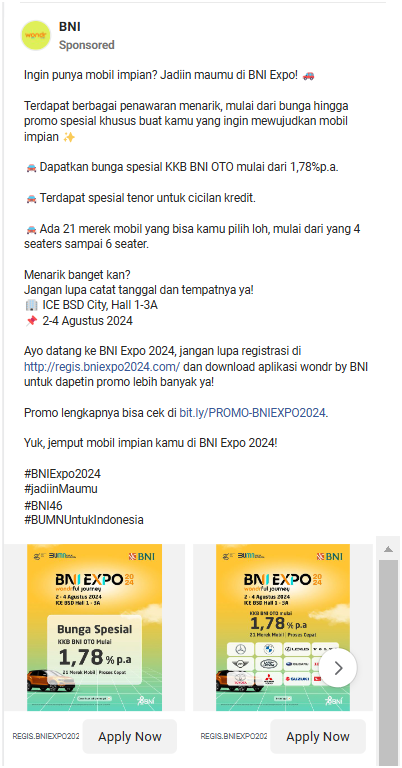 wondr
BNI
Sponsored
Ingin punya mobil impian? Jadiin maumu di BNI Expo! 🚗
Terdapat berbagai penawaran menarik, mulai dari bunga hingga
promo spesial khusus buat kamu yang ingin mewujudkan mobil
impian ✨
🚘 Dapatkan bunga spesial KKB BNI OTO mulai dari 1,78%p.a.
🚘 Terdapat spesial tenor untuk cicilan kredit.
🚘 Ada 21 merek mobil yang bisa kamu pilih loh, mulai dari yang 4
seaters sampai 6 seater.
Menarik banget kan?
Jangan lupa catat tanggal dan tempatnya ya!
🏢 ICE BSD City, Hall 1-3A
📌 2-4 Agustus 2024
Ayo datang ke BNI Expo 2024, jangan lupa registrasi di
http://regis.bniexpo2024.com/ dan download aplikasi wondr by BNI
untuk dapetin promo lebih banyak ya!
Promo lengkapnya bisa cek di bit.ly/PROMO-BNIEXPO2024.
Yuk, jemput mobil impian kamu di BNI Expo 2024!
#BNIExpo2024
#jadiinMaumu
#BNI46
#BUMNUntukIndonesia
BUMN
BNI
BNI EXPO 2024
wondrful journey
2 - 4 Agustus 2024
ICE BSD Hall 1 - 3A
Bunga Spesial
KKB BNI OTO Mulai
1,78 % p.a
21 Merek Mobil | Proses Cepat
BNI
REGIS.BNIEXPO202
Apply Now
BUMN
BNI
BNI EXPO 2024
wondrful journey
2 - 4 Agustus 2024
ICE BSD Hall 1 - 3A
KKB BNI OTO mulai
1,78 % p.a
21 Merek Mobil | Proses Cepat
LEXUS
SUBARU
TOYOTA
SUZUKI
BNI
REGIS.BNIEXPO202
Apply Now